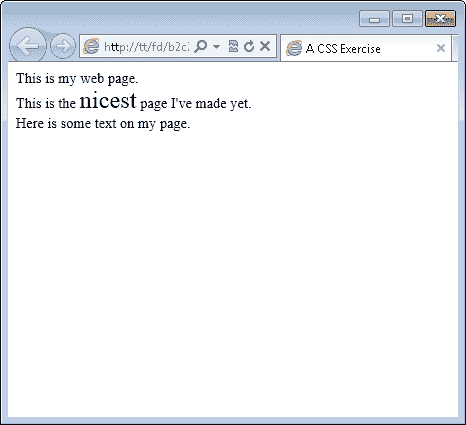 http://tt/fd/b2c
A CSS Exercise
This is my web page.
This is the nicest page I've made yet.
Here is some text on my page.